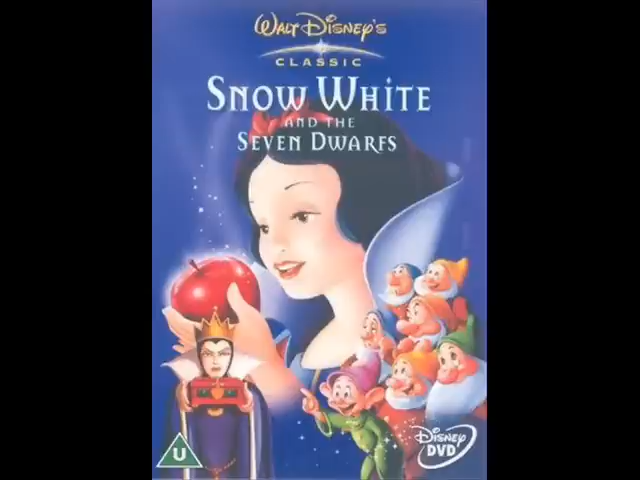 WALT DISNEY'S
CLASSIC
SNOW WHITE
AND THE
SEVEN DWARFS
U
DISNEY
DVD